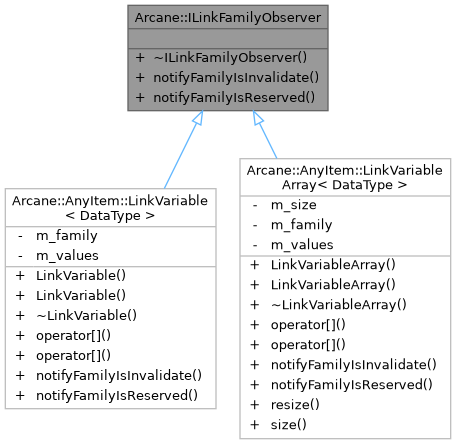 Arcane::ILinkFamilyObserver
+ ~ILinkFamilyObserver()
+ notifyFamilyIsInvalidate()
+ notifyFamilyIsReserved()
Arcane::AnyItem::LinkVariable
< DataType >
- m_family
- m_values
+ LinkVariable()
+ LinkVariable()
+ ~LinkVariable()
+ operator[]()
+ operator[]()
+ notifyFamilyIsInvalidate()
+ notifyFamilyIsReserved()
Arcane::AnyItem::LinkVariable
Array< DataType >
- m_size
- m_family
- m_values
+ LinkVariableArray()
+ LinkVariableArray()
+ ~LinkVariableArray()
+ operator[]()
+ operator[]()
+ notifyFamilyIsInvalidate()
+ notifyFamilyIsReserved()
+ resize()
+ size()